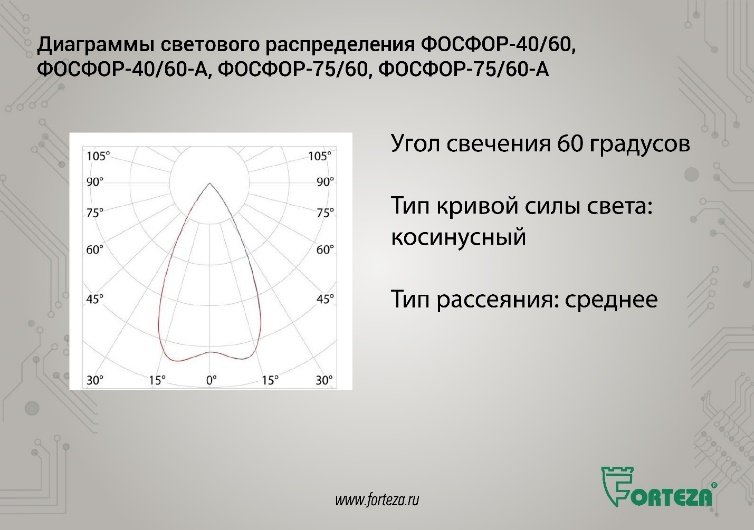 Диаграммы светового распределения ФОСФОР-40/60,
ФОСФОР-40/60-А, ФОСФОР-75/60, ФОСФОР-75/60-А
105° 105°
90° 90°
75° 75°
60° 60°
45° 45°
30° 15° 0° 15° 30°
Угол свечения 60 градусов
Тип кривой силы света:
косинусный
Тип рассеяния: среднее
www.forteza.ru
FORTEZA®